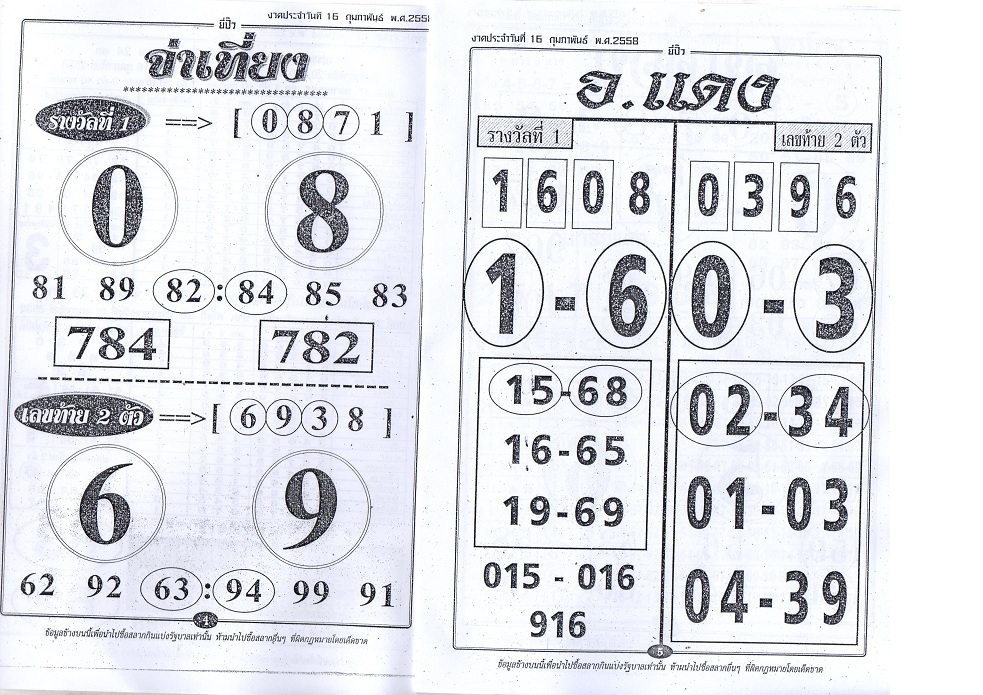 งวดประจำวันที่ 16 กุมภาพันธ์ พ.ศ.2558
ยี่ปั๊ว
จ่าเที่ยง
******************************
รางวัลที่ 1 ==> [ 0 8 7 1 ]
0 8
81 89 82 : 84 85 83
784 782
เลขท้าย 2 ตัว ==> [ 6 9 3 8 ]
6 9
62 92 63 : 94 99 91
4
ข้อมูลข้างบนนี้เพื่อนำไปซื้อสลากกินแบ่งรัฐบาลเท่านั้น ห้ามนำไปซื้อสลากอื่นๆ ที่ผิดกฎหมายโดยเด็ดขาด
งวดประจำวันที่ 16 กุมภาพันธ์ พ.ศ.2558
ยี่ปั๊ว
อ.แดง
รางวัลที่ 1
1 6 0 8
1 - 6
15-68
16-65
19-69
015 - 016
916
เลขท้าย 2 ตัว
0 3 9 6
0 - 3
02-34
01-03
04-39
5
ข้อมูลข้างบนนี้เพื่อนำไปซื้อสลากกินแบ่งรัฐบาลเท่านั้น ห้ามนำไปซื้อสลากอื่นๆ ที่ผิดกฎหมายโดยเด็ดขาด